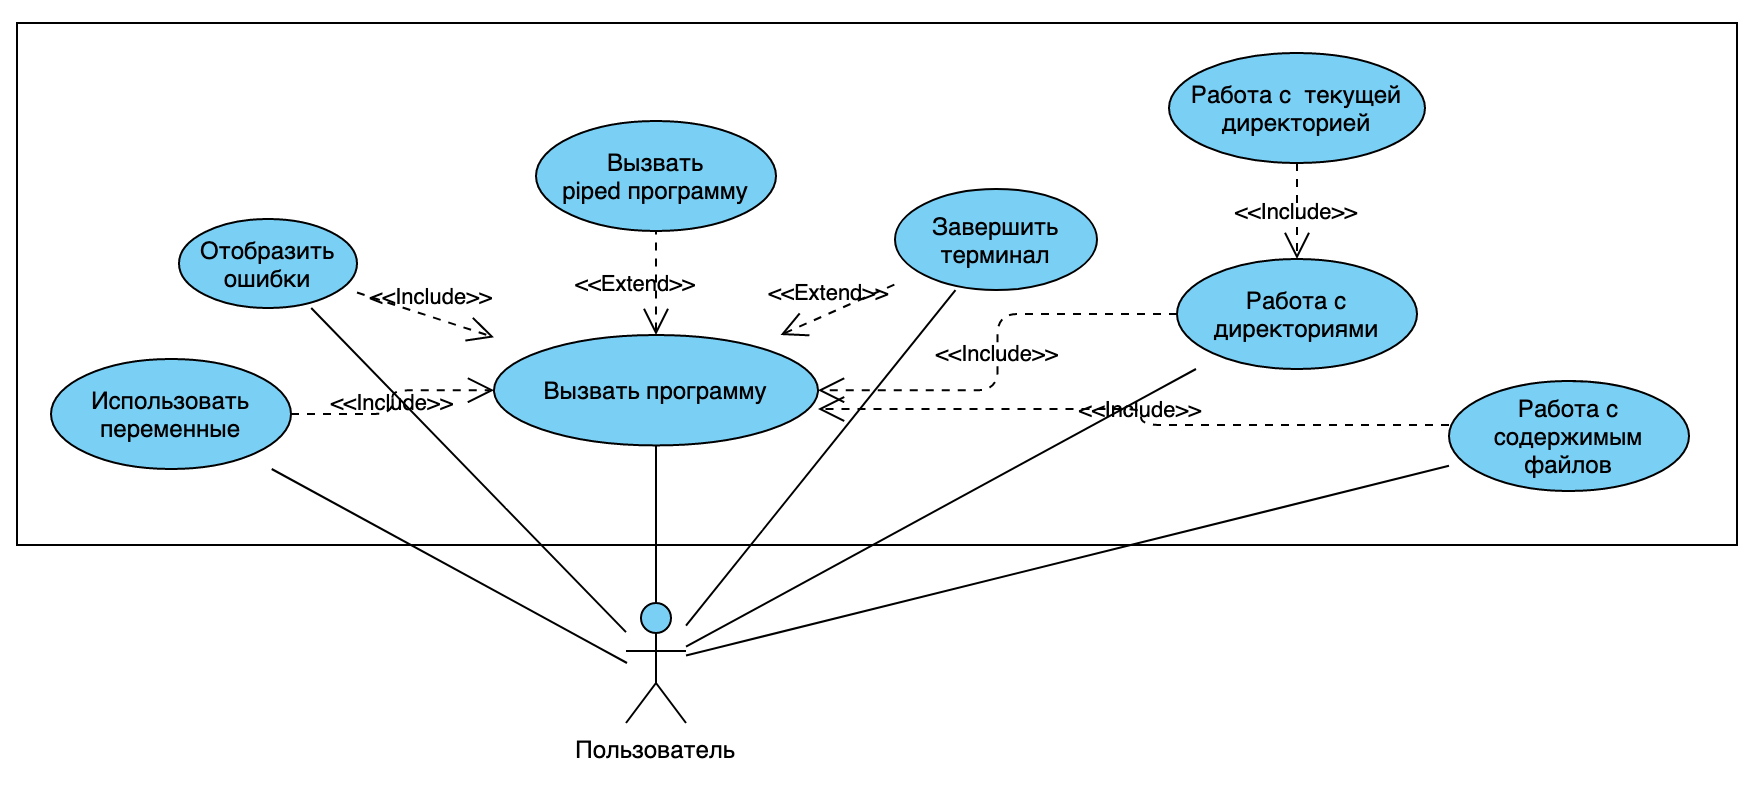 Работа с текущей
директорией
Вызвать
piped программу
<<Include>>
Завершить
терминал
Отобразить
ошибки
<<Extend>>
<<Extend>>
<<Include>>
Работа с
директориями
<<Include>>
Вызвать программу
Использовать
переменные
<<Include>>
<<Include>>
Работа с
содержимым
файлов
Пользователь